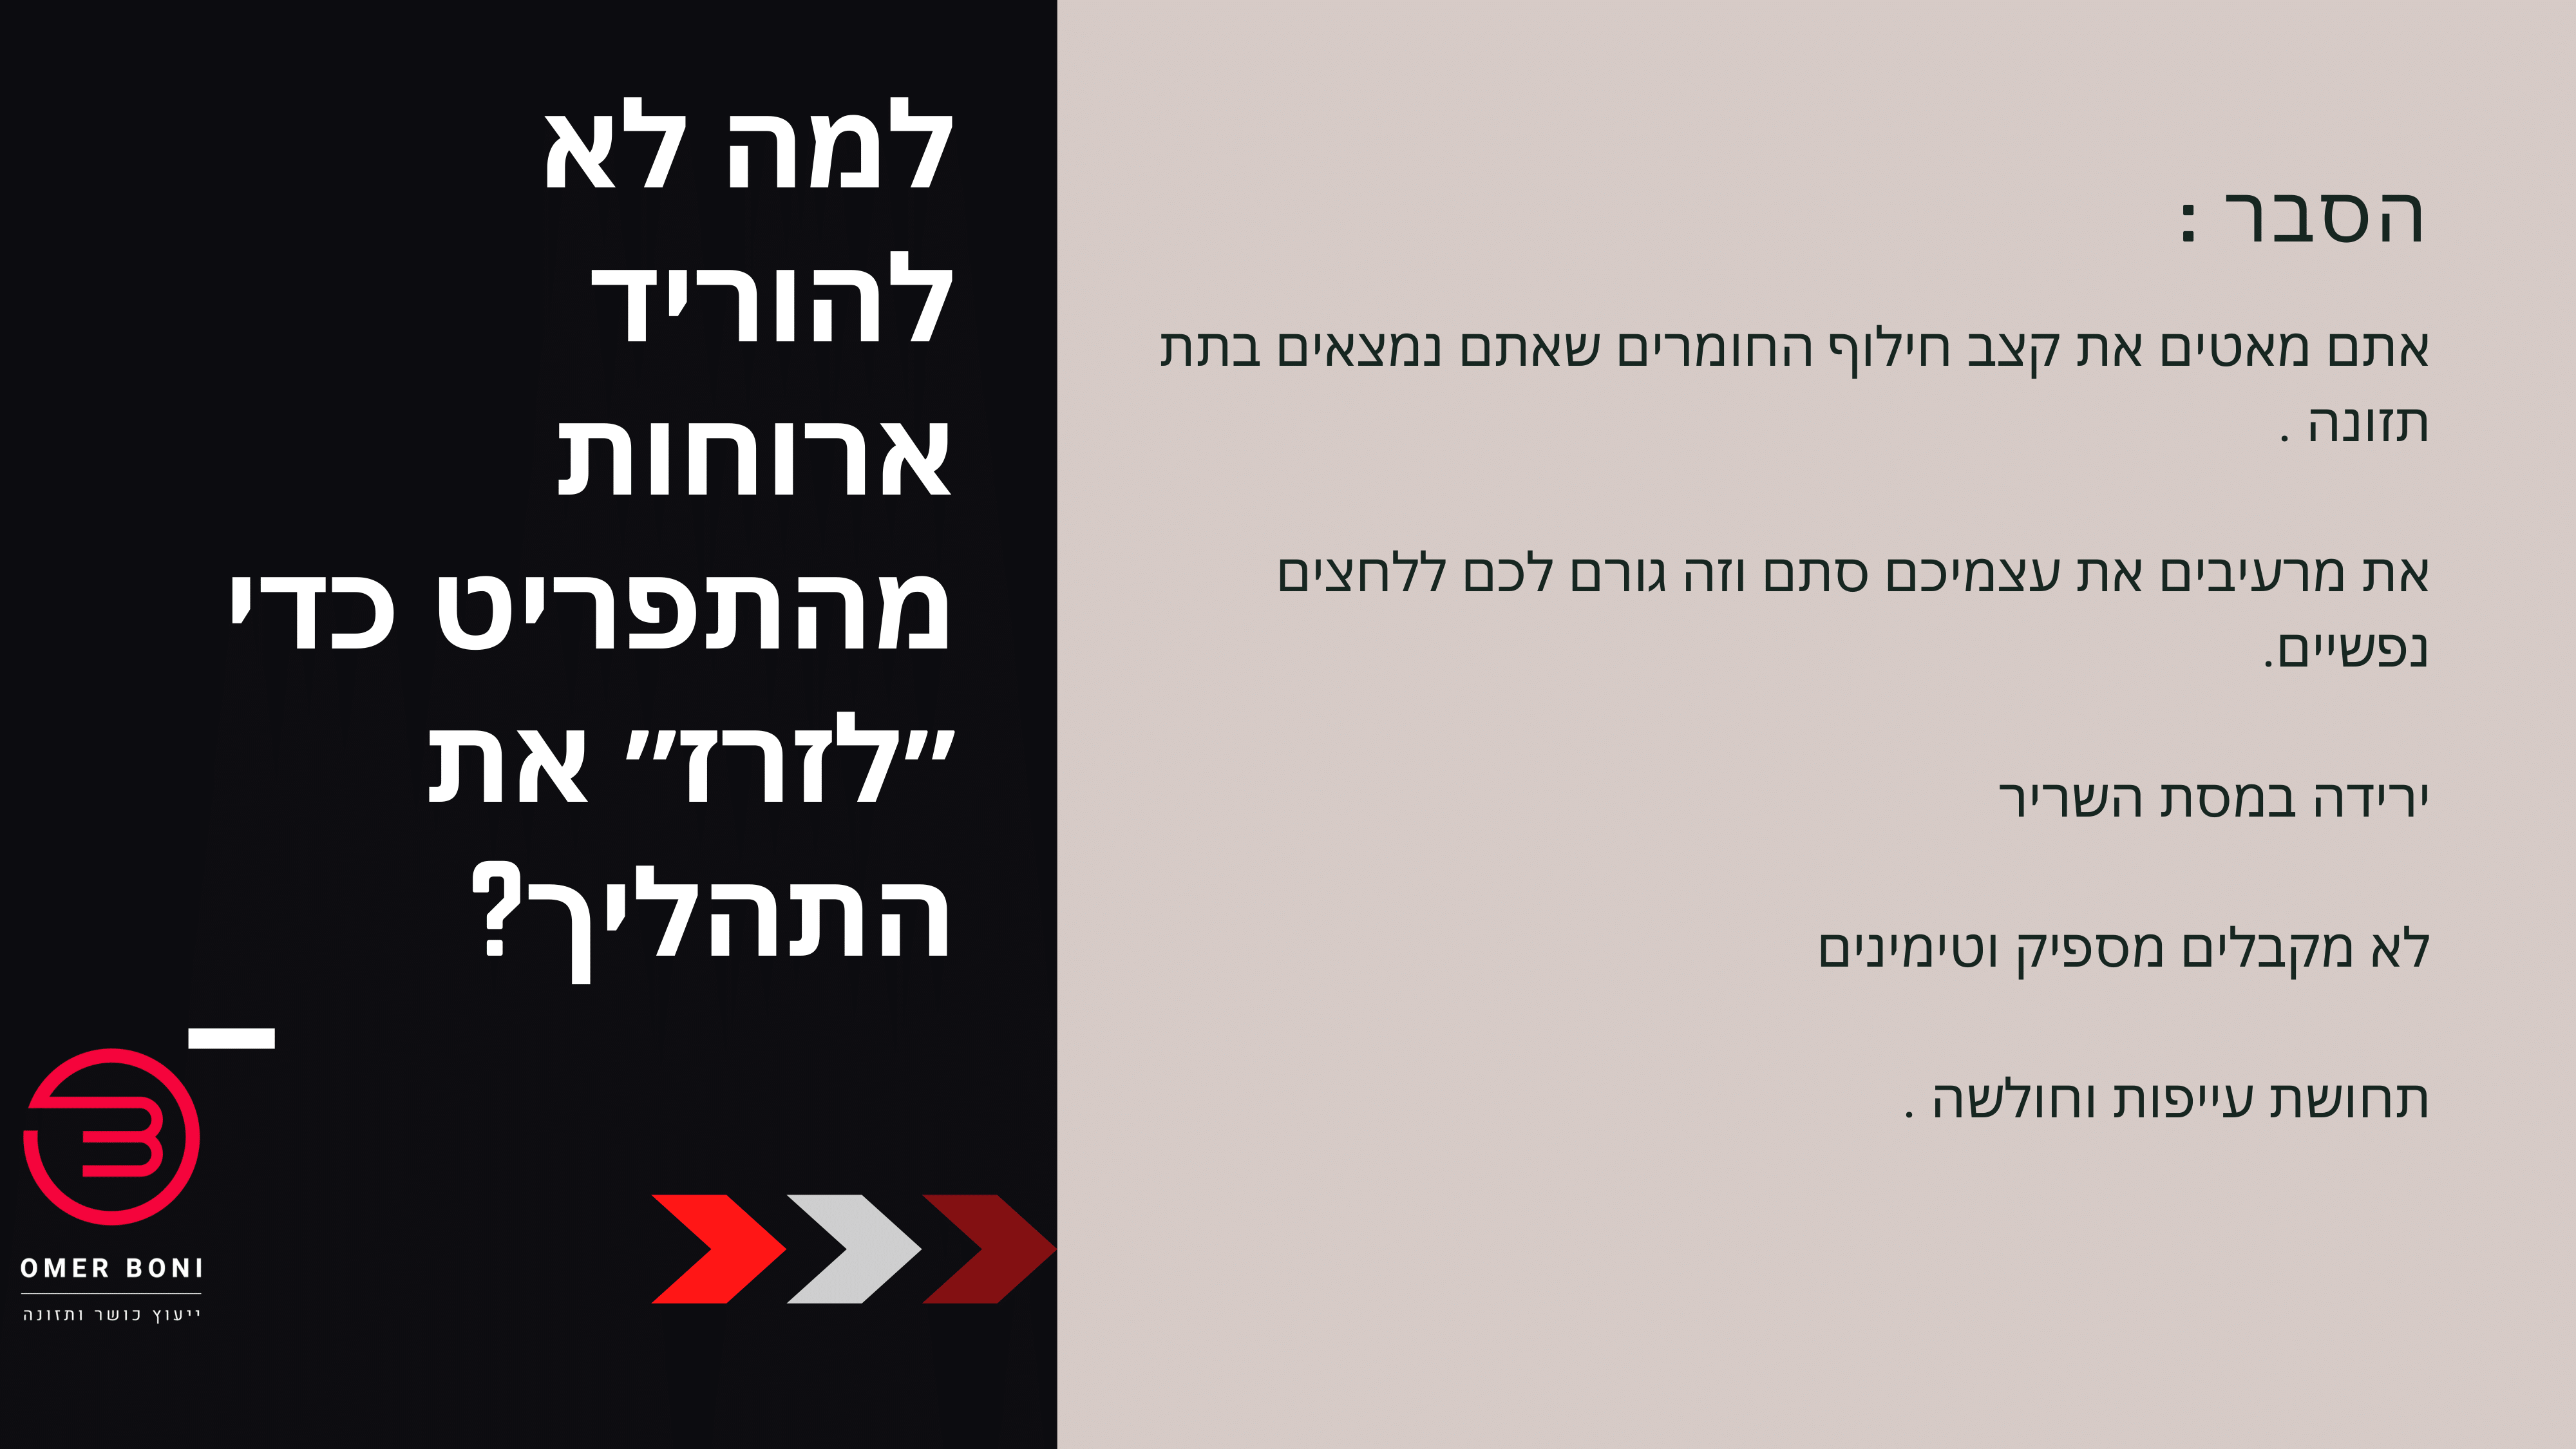 למה לא
להוריד
ארוחות
מהתפריט כדי
״לזרז״ את
התהליך?
OMER BONI
ייעוץ כושר ותזונה
הסבר :
אתם מאטים את קצב חילוף החומרים שאתם נמצאים בתת
תזונה .
את מרעיבים את עצמיכם סתם וזה גורם לכם ללחצים
נפשיים.
ירידה במסת השריר
לא מקבלים מספיק וטימינים
תחושת עייפות וחולשה .